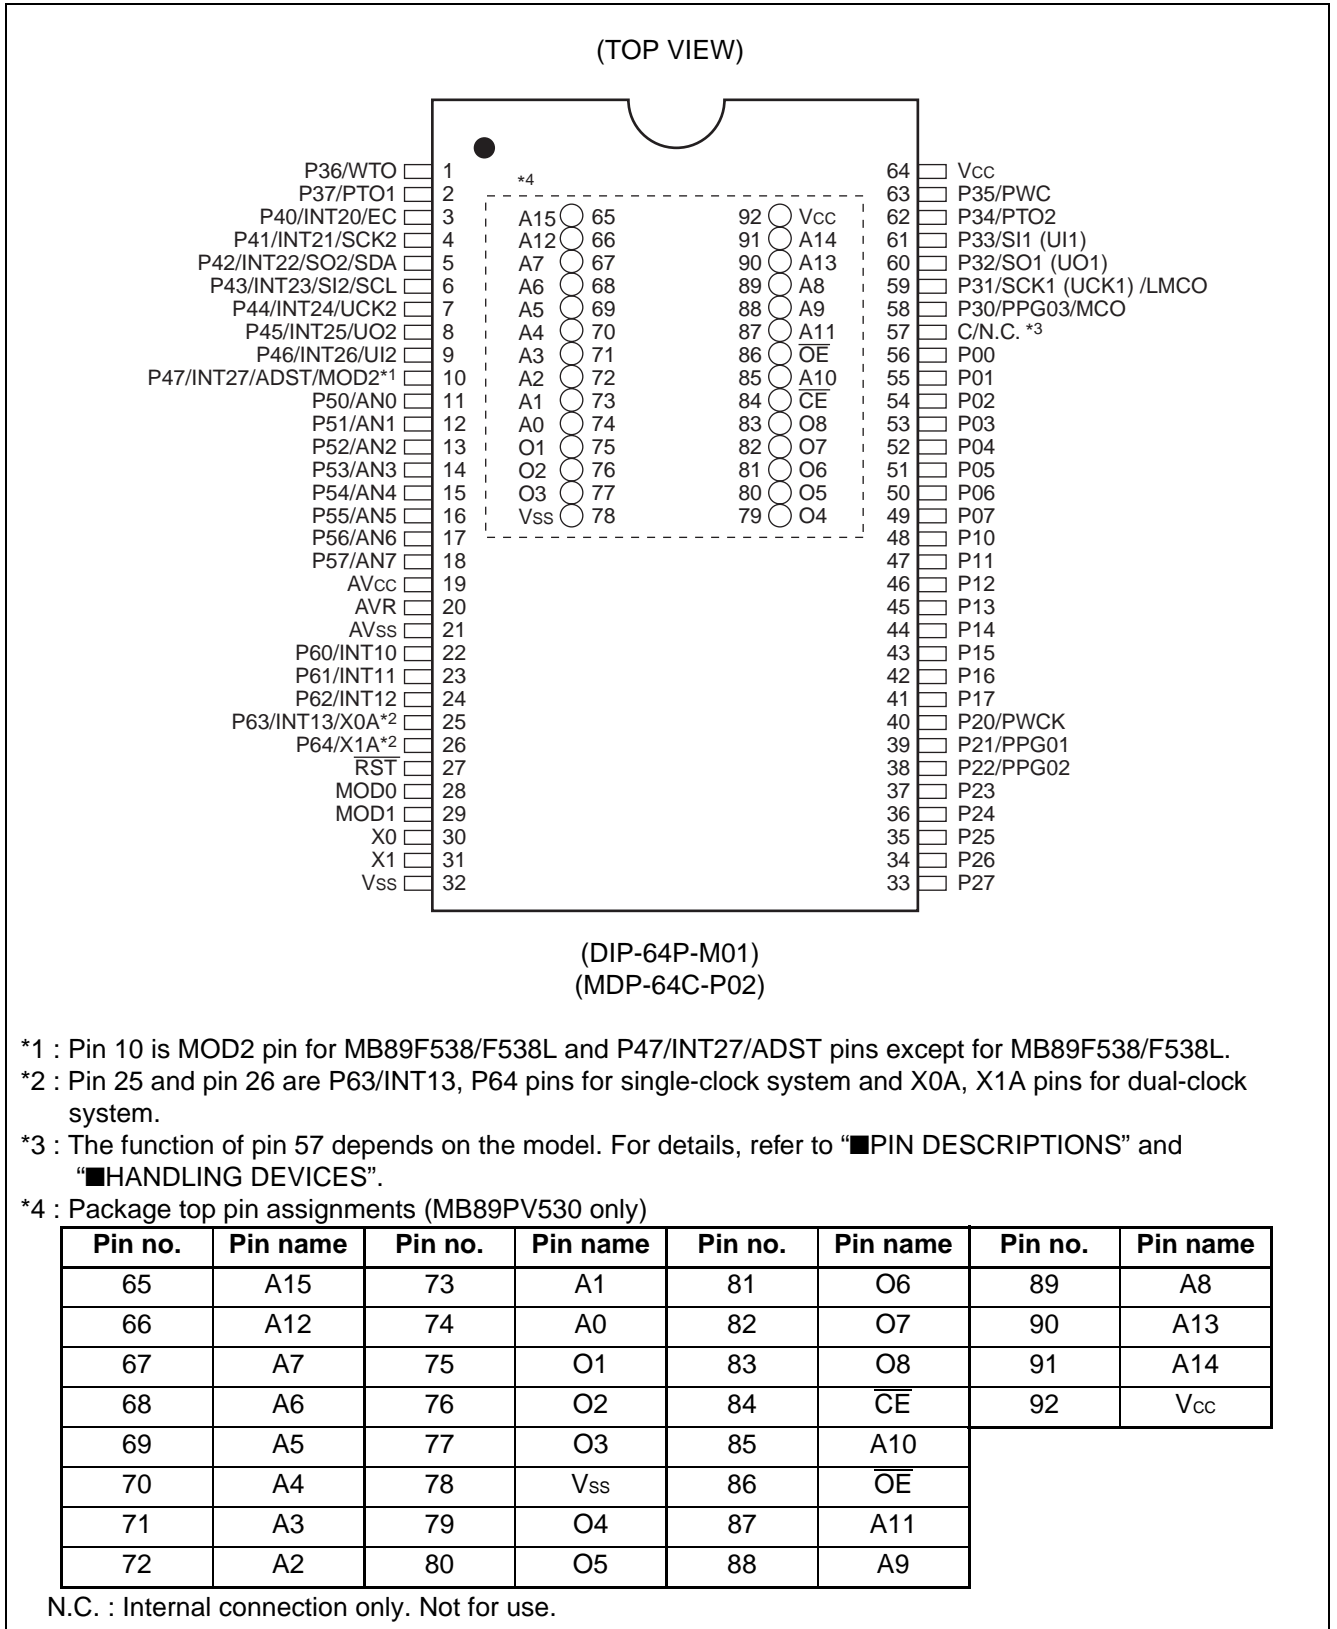 (TOP VIEW)
P36/WTO 1 64 Vcc
*4
P37/PTO1 2 63 P35/PWC
P40/INT20/EC 3 A15 65 92 Vcc 62 P34/PTO2
P41/INT21/SCK2 4 A12 66 91 A14 61 P33/SI1 (UI1)
P42/INT22/SO2/SDA 5 A7 67 90 A13 60 P32/SO1 (UO1)
P43/INT23/SI2/SCL 6 A6 68 89 A8 59 P31/SCK1 (UCK1) /LMCO
P44/INT24/UCK2 7 A5 69 88 A9 58 P30/PPG03/MCO
P45/INT25/UO2 8 A4 70 87 A11 57 C/N.C. *3
P46/INT26/UI2 9 A3 71 86 O̅E̅ 56 P00
P47/INT27/ADST/MOD2*1 10 A2 72 85 A10 55 P01
P50/AN0 11 A1 73 84 C̅E̅ 54 P02
P51/AN1 12 A0 74 83 O8 53 P03
P52/AN2 13 O1 75 82 O7 52 P04
P53/AN3 14 O2 76 81 O6 51 P05
P54/AN4 15 O3 77 80 O5 50 P06
P55/AN5 16 Vss 78 79 O4 49 P07
P56/AN6 17 48 P10
P57/AN7 18 47 P11
AVcc 19 46 P12
AVR 20 45 P13
AVss 21 44 P14
P60/INT10 22 43 P15
P61/INT11 23 42 P16
P62/INT12 24 41 P17
P63/INT13/X0A*2 25 40 P20/PWCK
P64/X1A*2 26 39 P21/PPG01
R̅S̅T̅ 27 38 P22/PPG02
MOD0 28 37 P23
MOD1 29 36 P24
X0 30 35 P25
X1 31 34 P26
Vss 32 33 P27
(DIP-64P-M01)
(MDP-64C-P02)
*1 : Pin 10 is MOD2 pin for MB89F538/F538L and P47/INT27/ADST pins except for MB89F538/F538L.
*2 : Pin 25 and pin 26 are P63/INT13, P64 pins for single-clock system and X0A, X1A pins for dual-clock
system.
*3 : The function of pin 57 depends on the model. For details, refer to “■PIN DESCRIPTIONS” and
“■HANDLING DEVICES”.
*4 : Package top pin assignments (MB89PV530 only)
Pin no. Pin name Pin no. Pin name Pin no. Pin name Pin no. Pin name
65 A15 73 A1 81 O6 89 A8
66 A12 74 A0 82 O7 90 A13
67 A7 75 O1 83 O8 91 A14
68 A6 76 O2 84 C̅E̅ 92 Vcc
69 A5 77 O3 85 A10
70 A4 78 Vss 86 O̅E̅
71 A3 79 O4 87 A11
72 A2 80 O5 88 A9
N.C. : Internal connection only. Not for use.